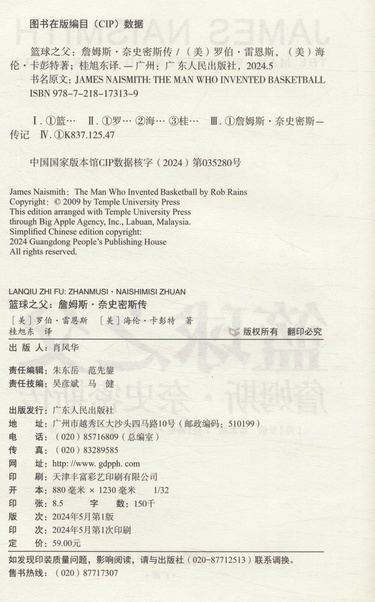 图书在版编目（CIP）数据
篮球之父：詹姆斯·奈史密斯传 /（美）罗伯·雷恩斯，（美）海
伦·卡彭特著；桂旭东译. — 广州：广东人民出版社，2024.5
书名原文：JAMES NAISMITH: THE MAN WHO INVENTED BASKETBALL
ISBN 978-7-218-17313-9
Ⅰ. ①篮… Ⅱ. ①罗… ②海… ③桂… Ⅲ. ①詹姆斯·奈史密斯—
传记 Ⅳ. ①K837.125.47
中国国家版本馆CIP数据核字（2024）第035280号
James Naismith：The Man Who Invented Basketball by Rob Rains
Copyright：© 2009 by Temple University Press
This edition arranged with Temple University Press
through Big Apple Agency, Inc., Labuan, Malaysia.
Simplified Chinese edition copyright:
2024 Guangdong People's Publishing House
All rights reserved.
LANQIU ZHI FU: ZHANMUSI · NAISHIMISI ZHUAN
篮球之父：詹姆斯·奈史密斯传
［美］罗伯·雷恩斯 ［美］海伦·卡彭特 著
桂旭东 译
版权所有 翻印必究
出版人：肖风华
责任编辑：朱东岳 范先鋆
责任技编：吴彦斌 马健
出版发行：广东人民出版社
地 址：广州市越秀区大沙头四马路10号（邮政编码：510199）
电 话：（020）85716809（总编室）
传 真：（020）83289585
网 址：http://www.gdpph.com
印 刷：天津丰富彩艺印刷有限公司
开 本：880 毫米 × 1230 毫米 1/32
印 张：8.5 字 数：150千
版 次：2024年5月第1版
印 次：2024年5月第1次印刷
定 价：59.00元
如发现印装质量问题，影响阅读，请与出版社（020-87712513）联系调换。
售书热线：（020）87717307